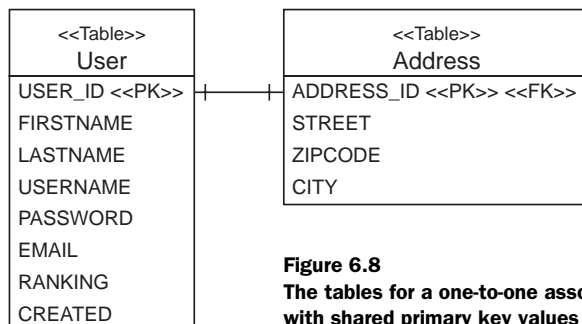 <<Table>>
User
USER_ID <<PK>>
FIRSTNAME
LASTNAME
USERNAME
PASSWORD
EMAIL
RANKING
CREATED
<<Table>>
Address
ADDRESS_ID <<PK>> <<FK>>
STREET
ZIPCODE
CITY
Figure 6.8
The tables for a one-to-one
with shared primary key values